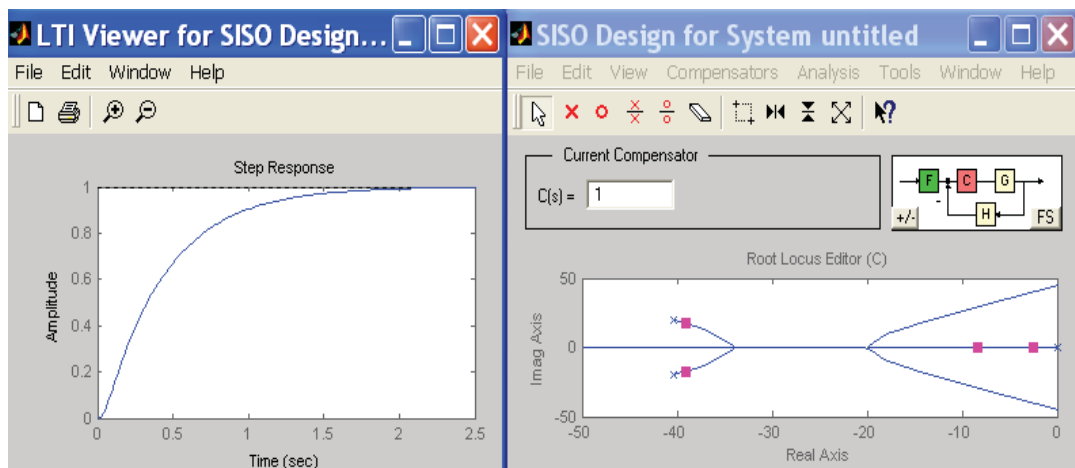 LTI Viewer for SISO Design...
File Edit Window Help
Step Response
Amplitude
1
0.8
0.6
0.4
0.2
0
0 0.5 1 1.5 2 2.5
Time (sec)
SISO Design for System untitled
File Edit View Compensators Analysis Tools Window Help
Current Compensator
C(s) = 1
F C G
-
H
+/- FS
Root Locus Editor (C)
Imag Axis
50
0
-50
-50 -40 -30 -20 -10 0
Real Axis